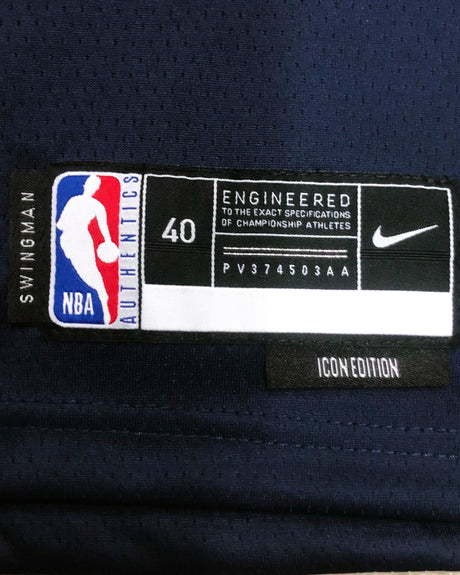 SWINGMAN
NBA
AUTHENTICS
40
ENGINEERED
TO THE EXACT SPECIFICATIONS
OF CHAMPIONSHIP ATHLETES
PV374503AA
ICON EDITION